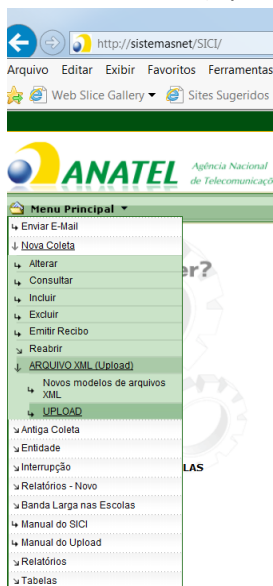 http://sistemasnet/SICI/
Arquivo Editar Exibir Favoritos Ferramentas
Web Slice Gallery Sites Sugeridos
ANATEL
Agência Nacional
de Telecomunicaçõ
Menu Principal
Enviar E-Mail
Nova Coleta
Alterar
er?
Consultar
Incluir
Excluir
Emitir Recibo
Reabrir
ARQUIVO XML (Upload)
Novos modelos de arquivos
XML
UPLOAD
Antiga Coleta
Entidade
Interrupção
LAS
Relatórios - Novo
Banda Larga nas Escolas
Manual do SICI
Manual do Upload
Relatórios
Tabelas